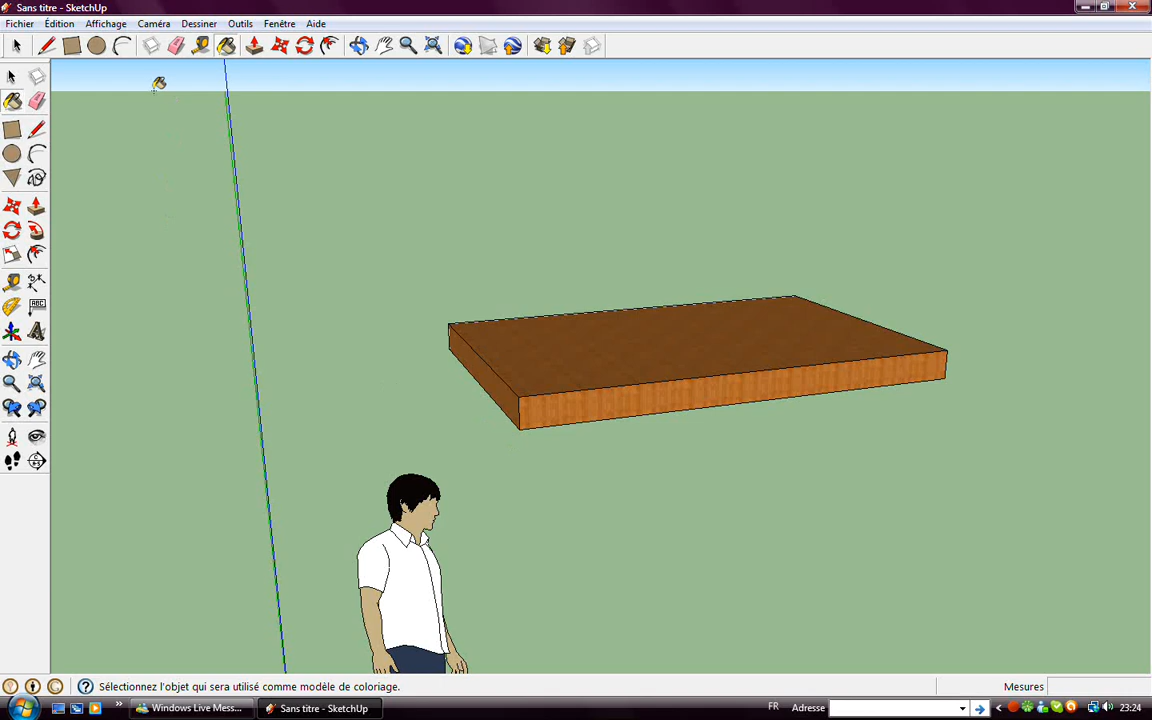 Sans titre - SketchUp
Fichier Édition Affichage Caméra Dessiner Outils Fenêtre Aide
ABC
Sélectionnez l'objet qui sera utilisé comme modèle de coloriage.
Mesures
Windows Live Mess...
Sans titre - SketchUp
FR
Adresse
23:24